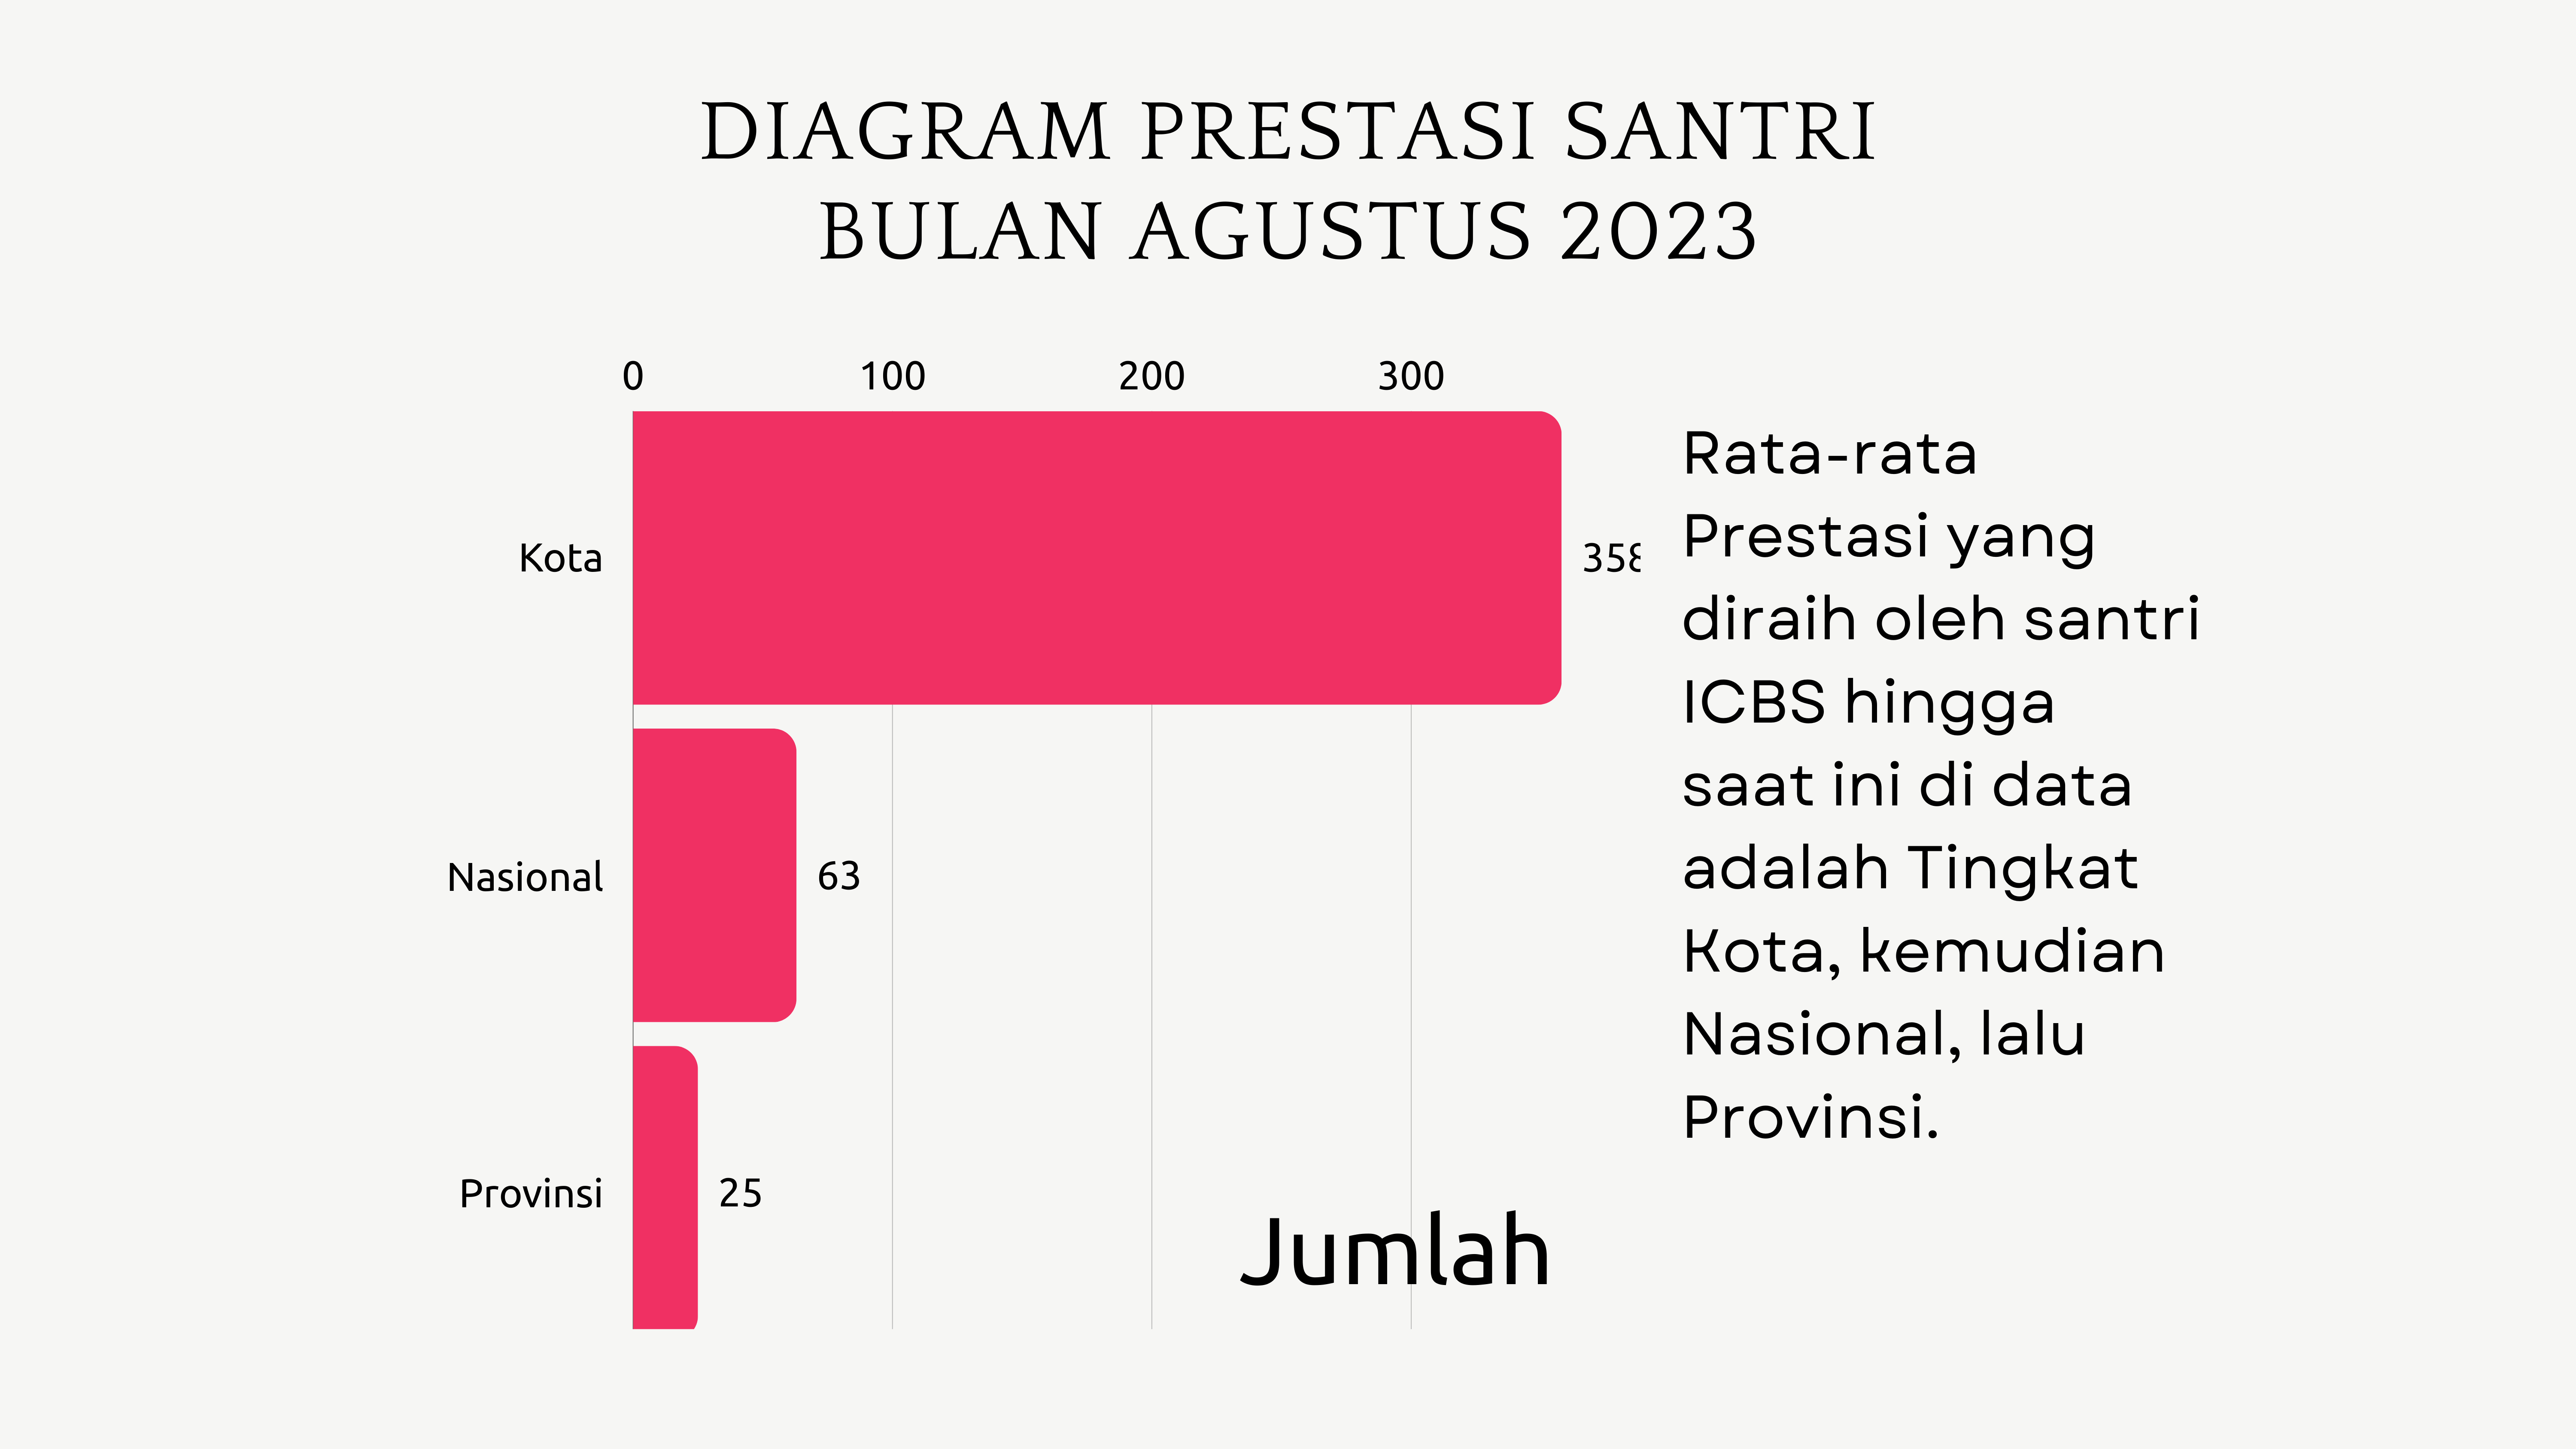 DIAGRAM PRESTASI SANTRI
BULAN AGUSTUS 2023
0 100 200 300
Kota 358
Nasional 63
Provinsi 25
Jumlah
Rata-rata
Prestasi yang
diraih oleh santri
ICBS hingga
saat ini di data
adalah Tingkat
Kota, kemudian
Nasional, lalu
Provinsi.